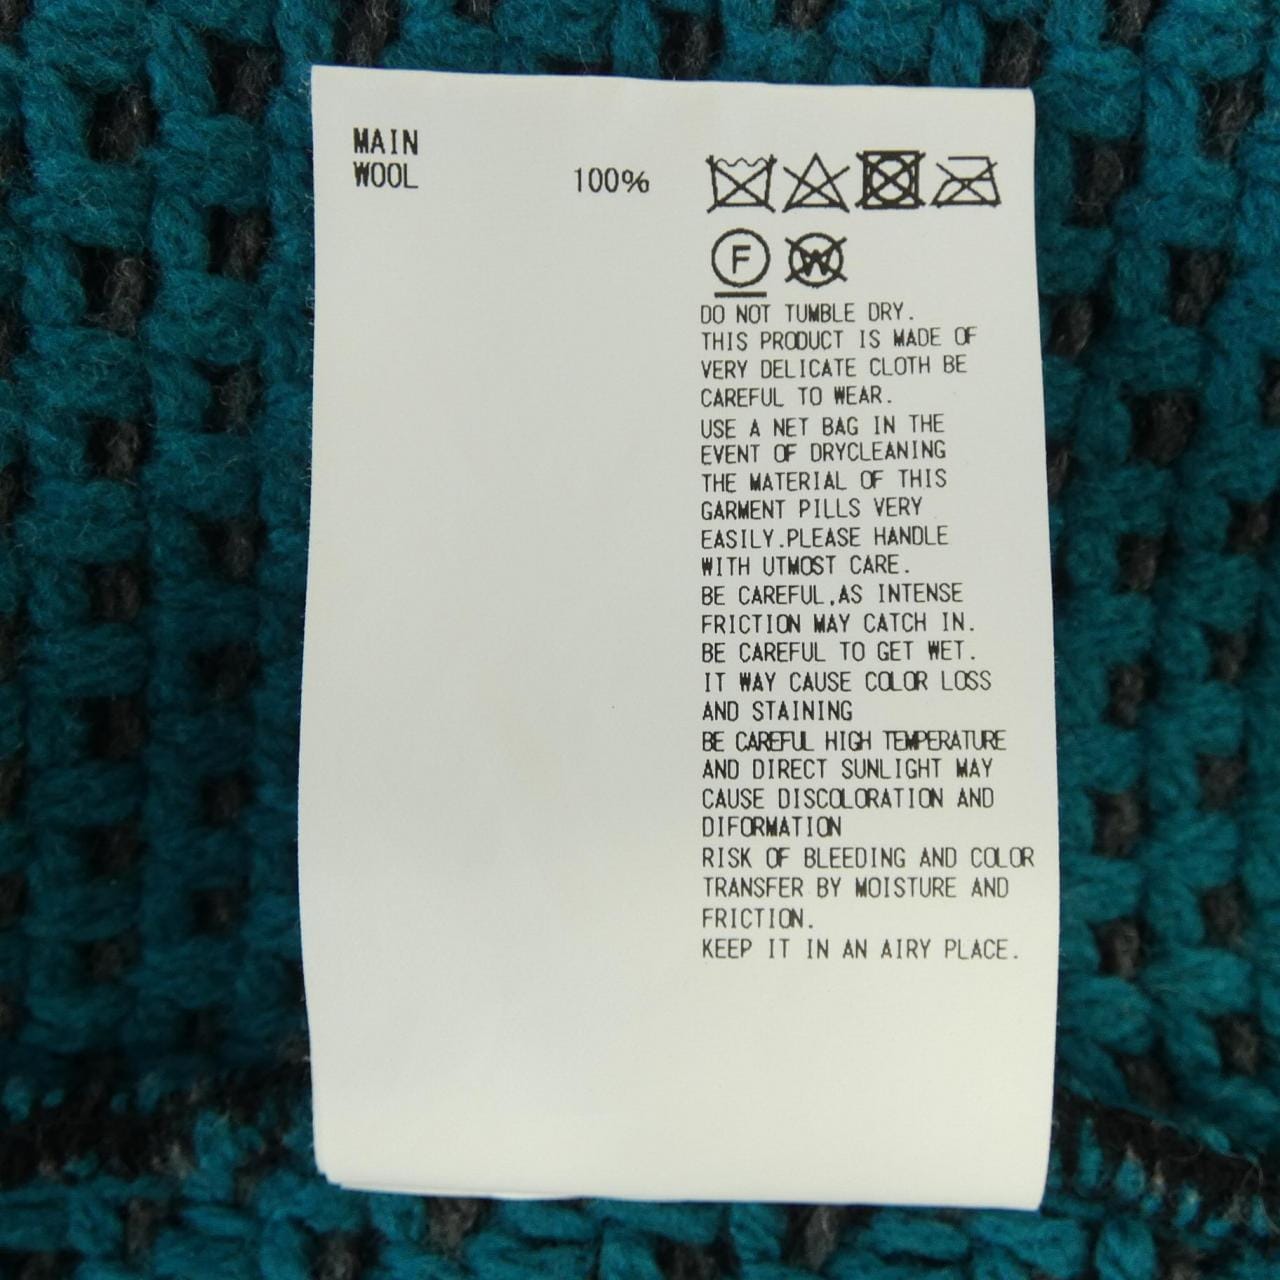 MAIN
WOOL 100%
F W
DO NOT TUMBLE DRY.
THIS PRODUCT IS MADE OF
VERY DELICATE CLOTH BE
CAREFUL TO WEAR.
USE A NET BAG IN THE
EVENT OF DRYCLEANING
THE MATERIAL OF THIS
GARMENT PILLS VERY
EASILY.PLEASE HANDLE
WITH UTMOST CARE.
BE CAREFUL,AS INTENSE
FRICTION MAY CATCH IN.
BE CAREFUL TO GET WET.
IT WAY CAUSE COLOR LOSS
AND STAINING
BE CAREFUL HIGH TEMPERATURE
AND DIRECT SUNLIGHT MAY
CAUSE DISCOLORATION AND
DIFORMATION
RISK OF BLEEDING AND COLOR
TRANSFER BY MOISTURE AND
FRICTION.
KEEP IT IN AN AIRY PLACE.